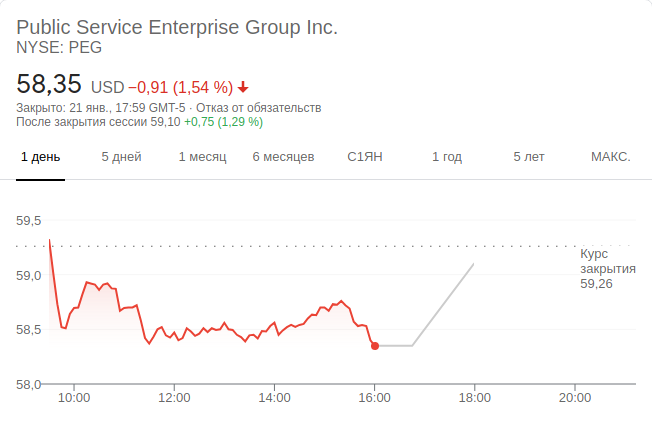 Public Service Enterprise Group Inc.
NYSE: PEG
58,35 USD −0,91 (1,54 %)
Закрыто: 21 янв., 17:59 GMT-5 · Отказ от обязательств
После закрытия сессии 59,10 +0,75 (1,29 %)
1 день 5 дней 1 месяц 6 месяцев С1ЯН 1 год 5 лет МАКС.
59,5
Курс
закрытия
59,26
59,0
58,5
58,0
10:00 12:00 14:00 16:00 18:00 20:00